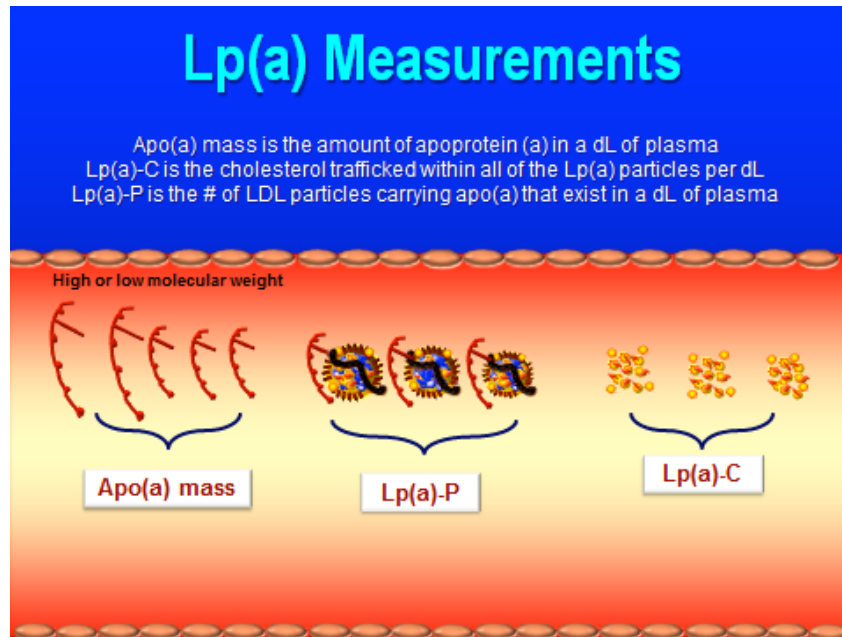 Lp(a) Measurements
Apo(a) mass is the amount of apoprotein (a) in a dL of plasma
Lp(a)-C is the cholesterol trafficked within all of the Lp(a) particles per dL
Lp(a)-P is the # of LDL particles carrying apo(a) that exist in a dL of plasma
High or low molecular weight
Apo(a) mass
Lp(a)-P
Lp(a)-C